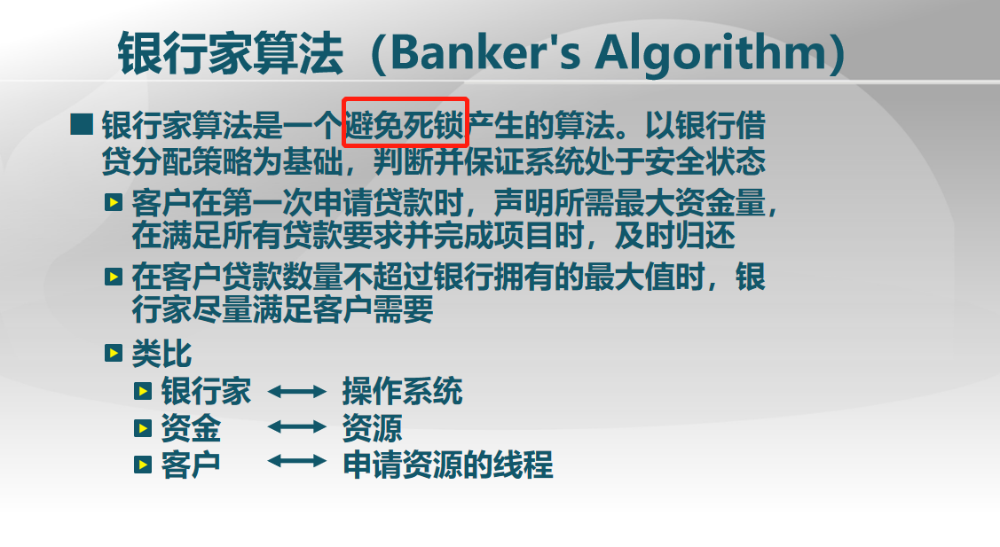 银行家算法（Banker's Algorithm）
银行家算法是一个避免死锁产生的算法。以银行借
贷分配策略为基础，判断并保证系统处于安全状态
客户在第一次申请贷款时，声明所需最大资金量，
在满足所有贷款要求并完成项目时，及时归还
在客户贷款数量不超过银行拥有的最大值时，银
行家尽量满足客户需要
类比
银行家 操作系统
资金 资源
客户 申请资源的线程